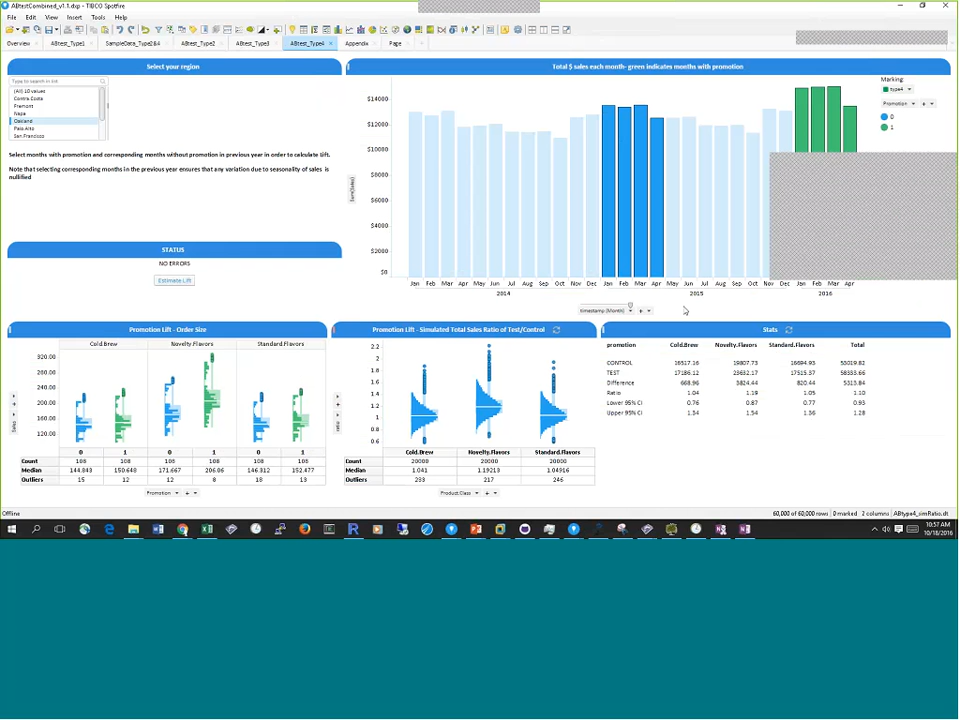 ABtestCombined_v1.1.dxp - TIBCO Spotfire
File Edit View Insert Tools Help
Overview ABtest_Type1 SampleData_Type2&4 ABtest_Type2 ABtest_Type3 ABtest_Type4 Appendix Page
Select your region
Type to search in list
(All) 10 values
Contra Costa
Fremont
Napa
Oakland
Palo Alto
San Francisco
Select months with promotion and corresponding months without promotion in previous year in order to calculate lift.
Note that selecting corresponding months in the previous year ensures that any variation due to seasonality of sales is
nullified
STATUS
NO ERRORS
Estimate Lift
Total $ sales each month- green indicates months with promotion
Sum(Sales)
$14000
$12000
$10000
$8000
$6000
$4000
$2000
$0
Jan Feb Mar Apr May Jun Jul Aug Sep Oct Nov Dec Jan Feb Mar Apr May Jun Jul Aug Sep Oct Nov Dec Jan Feb Mar Apr
2014 2015 2016
timestamp (Month)
Marking:
type4
Promotion
0
1
Promotion Lift - Order Size
Cold.Brew Novelty.Flavors Standard.Flavors
Sales
320.00
280.00
240.00
200.00
160.00
120.00
0 1 0 1 0 1
Count 108 108 108 108 108 108
Median 144.843 150.648 171.667 206.06 146.312 152.477
Outliers 15 12 12 8 18 13
Promotion
Promotion Lift - Simulated Total Sales Ratio of Test/Control
ratio
2.2
2
1.8
1.6
1.4
1.2
1
0.8
0.6
Cold.Brew Novelty.Flavors Standard.Flavors
Count 20000 20000 20000
Median 1.041 1.19213 1.04916
Outliers 233 217 246
Product.Class
Stats
promotion Cold.Brew Novelty.Flavors Standard.Flavors Total
CONTROL 16517.16 19807.73 16694.93 53019.82
TEST 17186.12 23632.17 17515.37 58333.66
Difference 668.96 3824.44 820.44 5313.84
Ratio 1.04 1.19 1.05 1.10
Lower 95% CI 0.76 0.87 0.77 0.93
Upper 95% CI 1.34 1.54 1.36 1.28
Offline
60,000 of 60,000 rows 0 marked 2 columns ABtype4_simRatio.dt
10:57 AM
10/18/2016